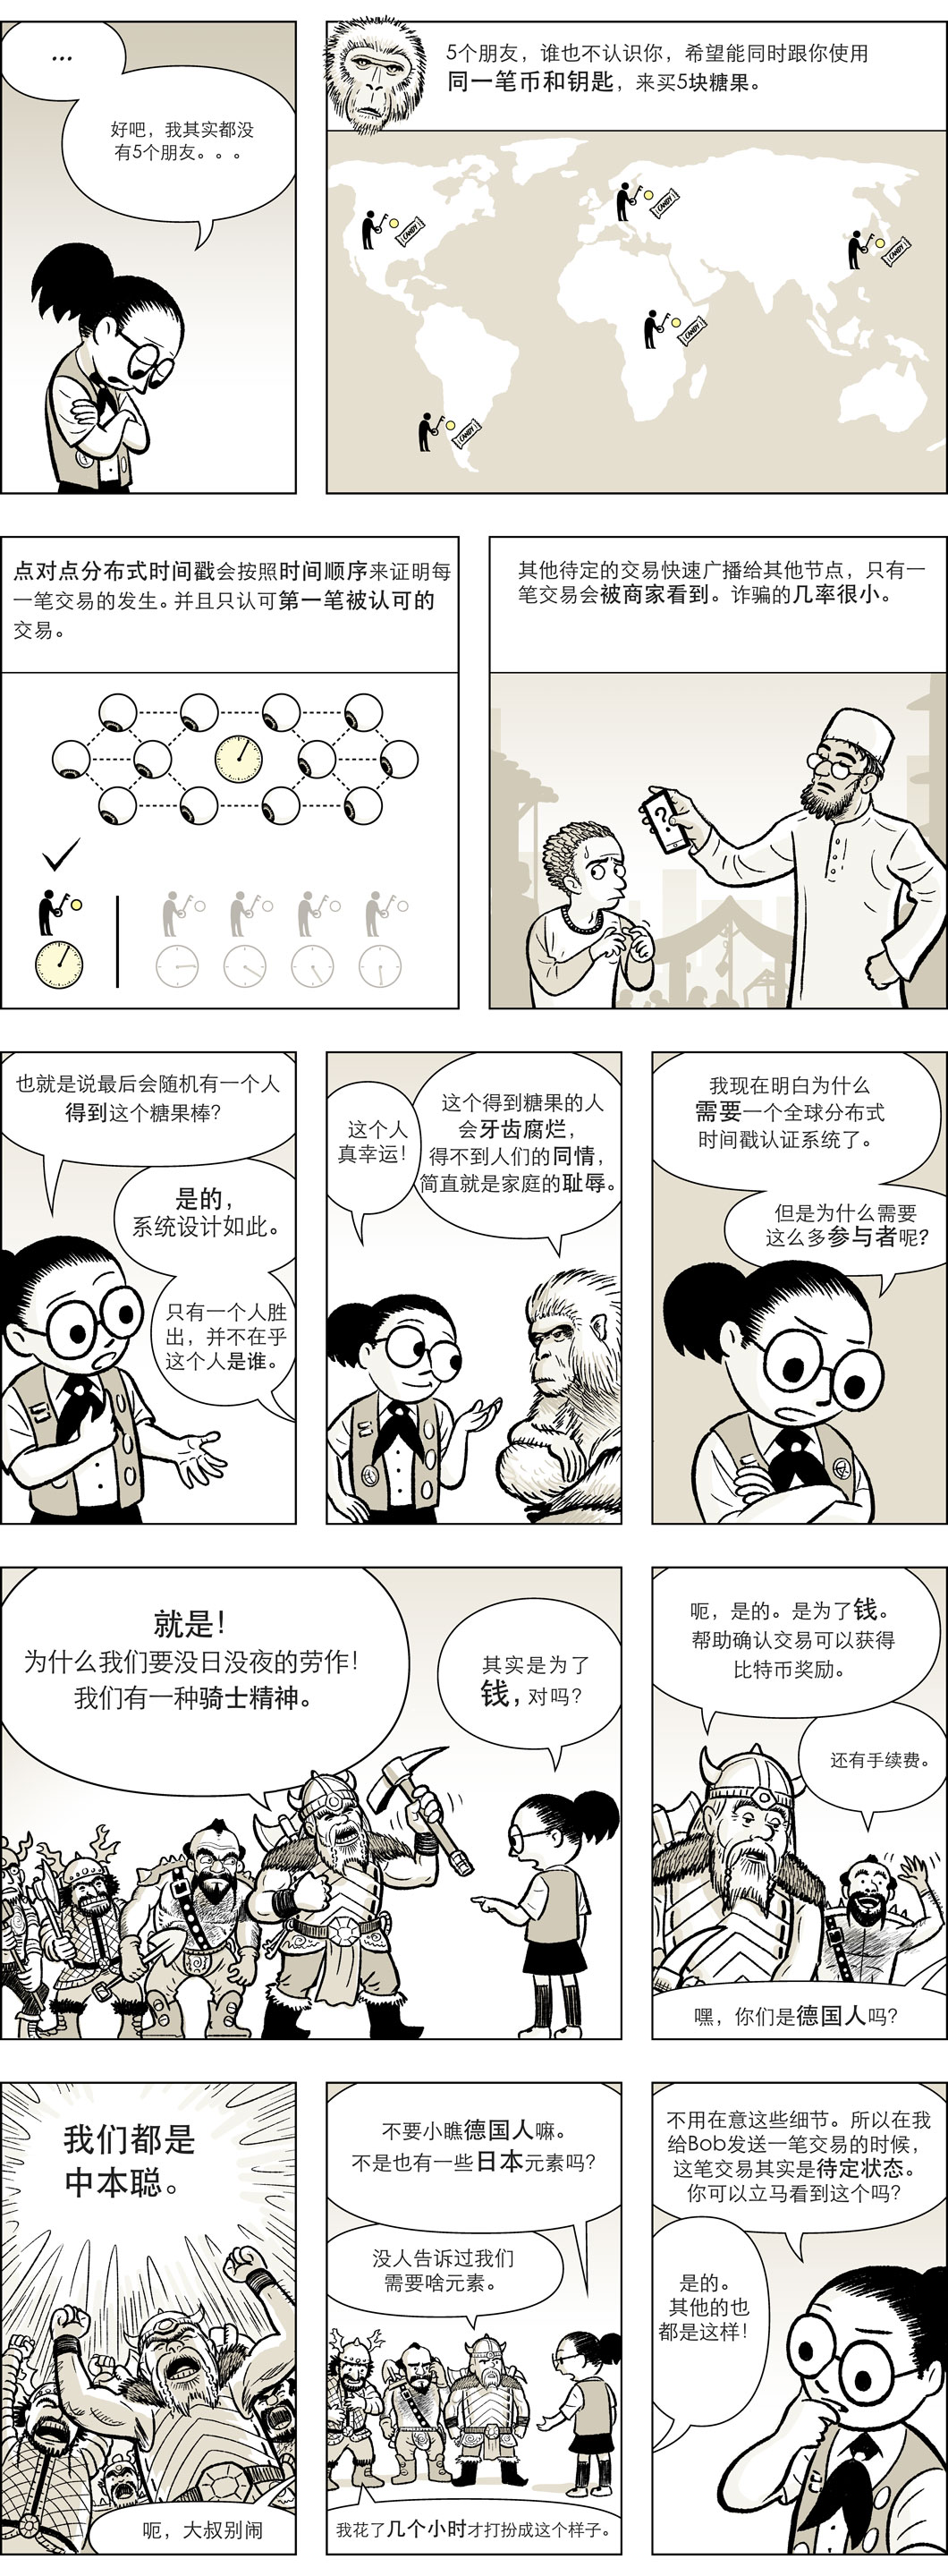 ...
好吧，我其实都没
有5个朋友。。。
5个朋友，谁也不认识你，希望能同时跟你使用
同一笔币和钥匙，来买5块糖果。
CANDY!
CANDY!
CANDY!
CANDY!
CANDY!
点对点分布式时间戳会按照时间顺序来证明每
一笔交易的发生。并且只认可第一笔被认可的
交易。
其他待定的交易快速广播给其他节点，只有一
笔交易会被商家看到。诈骗的几率很小。
?
也就是说最后会随机有一个人
得到这个糖果棒?
是的，
系统设计如此。
只有一个人胜
出，并不在乎
这个人是谁。
这个人
真幸运!
这个得到糖果的人
会牙齿腐烂，
得不到人们的同情，
简直就是家庭的耻辱。
我现在明白为什么
需要一个全球分布式
时间戳认证系统了。
但是为什么需要
这么多参与者呢?
就是!
为什么我们要没日没夜的劳作!
我们有一种骑士精神。
其实是为了
钱，对吗?
呃，是的。是为了钱。
帮助确认交易可以获得
比特币奖励。
还有手续费。
嘿，你们是德国人吗?
我们都是
中本聪。
呃，大叔别闹
不要小瞧德国人嘛。
不是也有一些日本元素吗?
没人告诉过我们
需要啥元素。
我花了几个小时才打扮成这个样子。
不用在意这些细节。所以在我
给Bob发送一笔交易的时候，
这笔交易其实是待定状态。
你可以立马看到这个吗?
是的。
其他的也
都是这样!